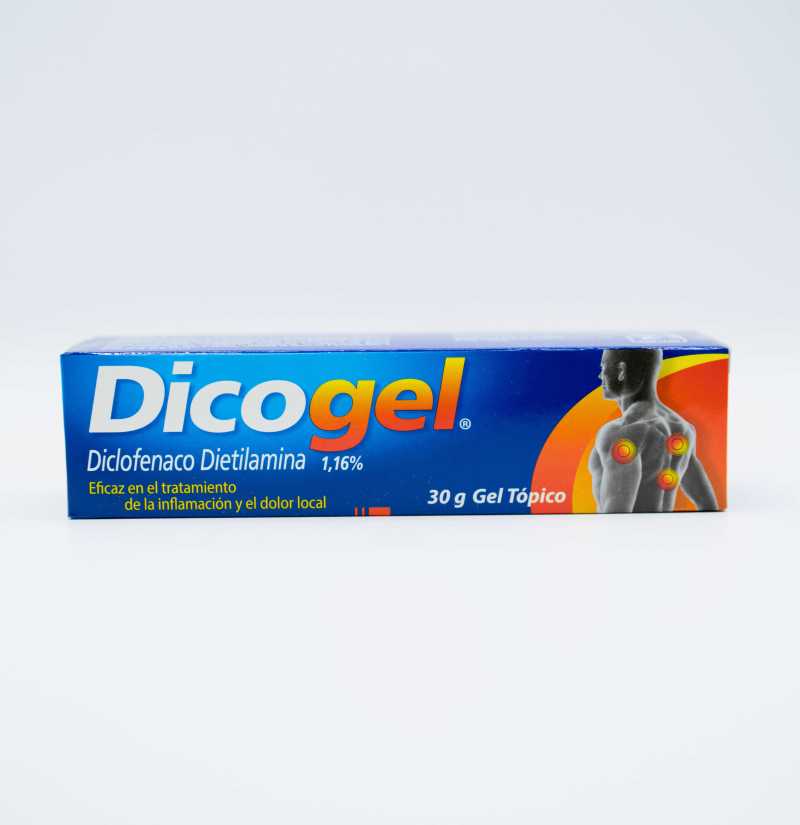 Dicogel®
Diclofenaco Dietilamina 1,16%
Eficaz en el tratamiento
de la inflamación y el dolor local
30 g Gel Tópico